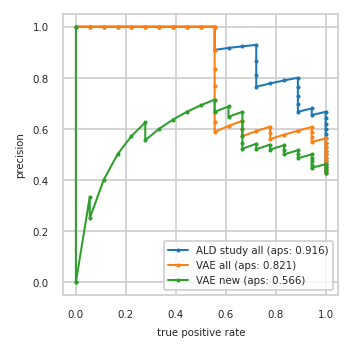 1.0
0.8
0.6
0.4
0.2
0.0
precision
0.0 0.2 0.4 0.6 0.8 1.0
true positive rate
ALD study all (aps: 0.916)
VAE all (aps: 0.821)
VAE new (aps: 0.566)